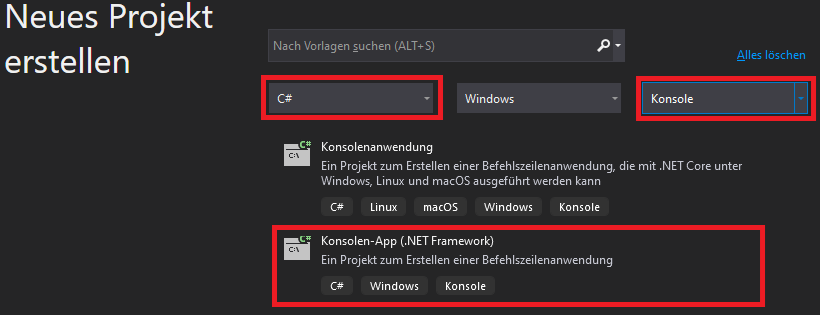 Neues Projekt
erstellen
Nach Vorlagen suchen (ALT+S)
Alles löschen
C#
Windows
Konsole
C#
C:\
Konsolenanwendung
Ein Projekt zum Erstellen einer Befehlszeilenanwendung, die mit .NET Core unter
Windows, Linux und macOS ausgeführt werden kann
C# Linux macOS Windows Konsole
C#
C:\
Konsolen-App (.NET Framework)
Ein Projekt zum Erstellen einer Befehlszeilenanwendung
C# Windows Konsole